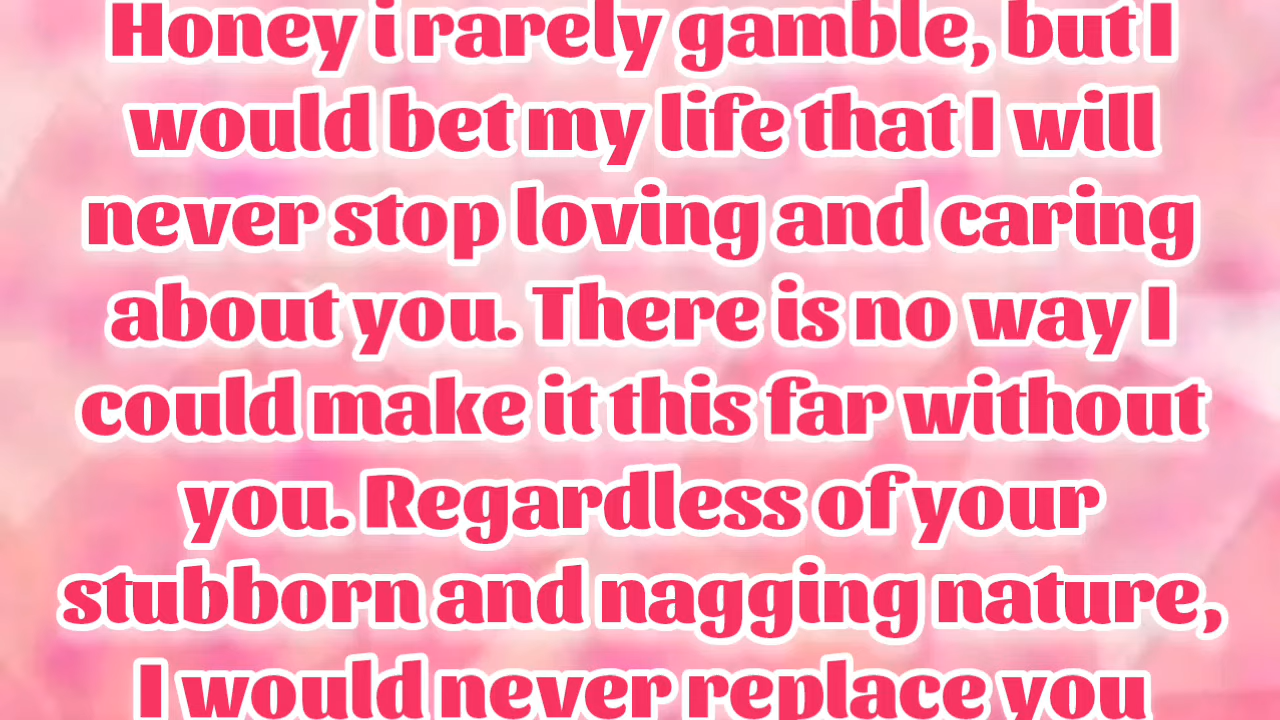 Honey i rarely gamble, but I
would bet my life that I will
never stop loving and caring
about you. There is no way I
could make it this far without
you. Regardless of your
stubborn and nagging nature,
I would never replace you